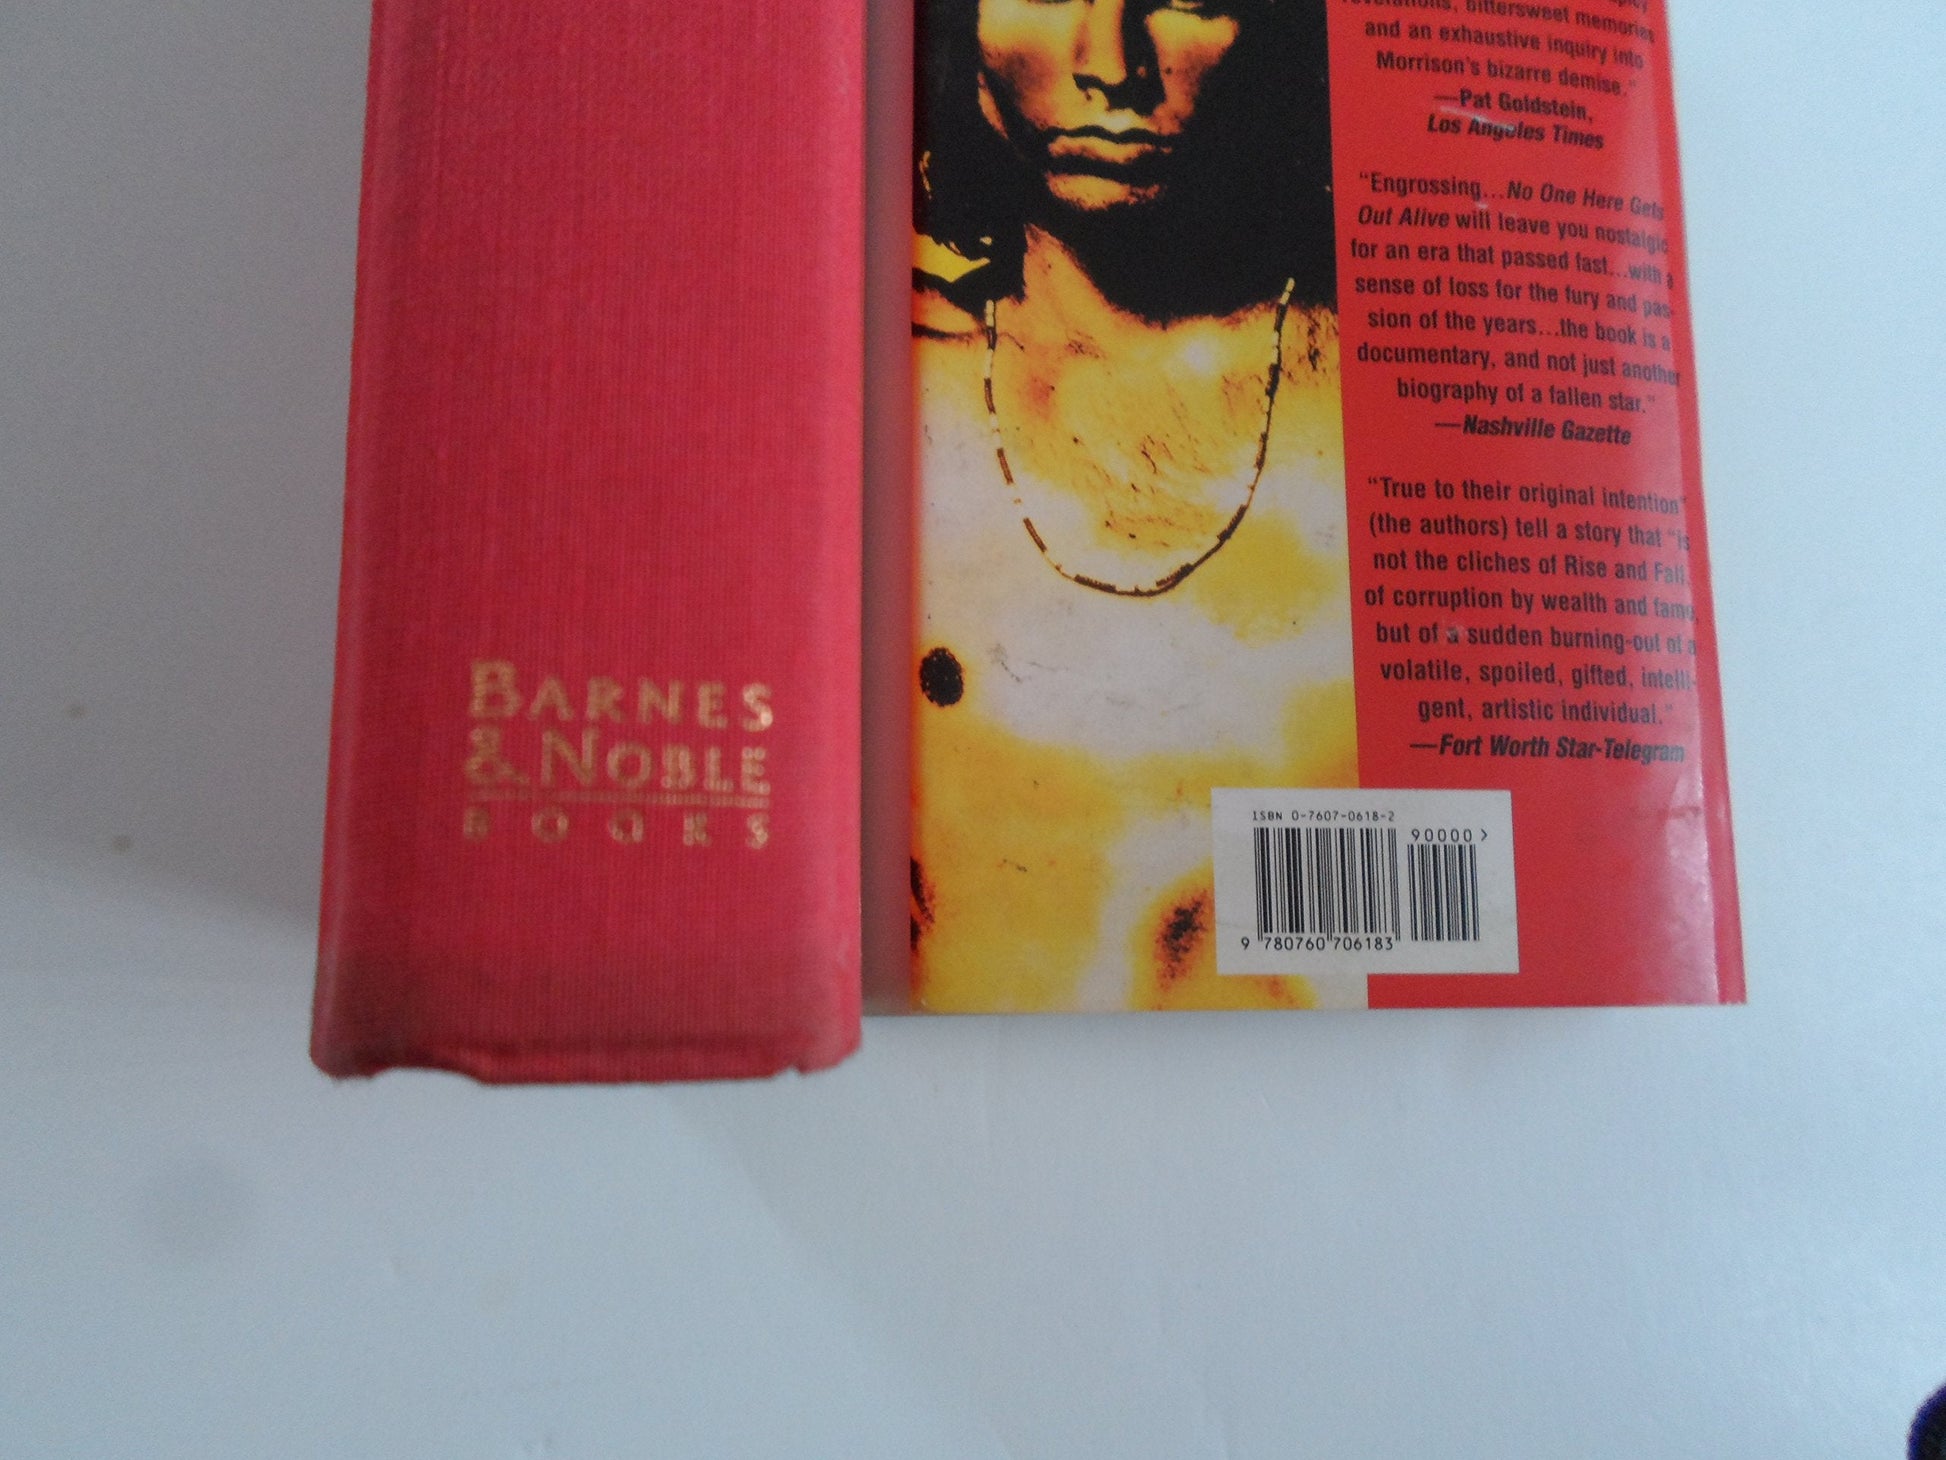 BARNES
& NOBLE
BOOKS
bittersweet memories
and an exhaustive inquiry into
Morrison's bizarre demise."
—Pat Goldstein,
Los Angeles Times
"Engrossing...No One Here Gets
Out Alive will leave you nostalgic
for an era that passed fast...with a
sense of loss for the fury and pas-
sion of the years...the book is a
documentary, and not just another
biography of a fallen star."
—Nashville Gazette
"True to their original intention"
(the authors) tell a story that "is
not the cliches of Rise and Fall,
of corruption by wealth and fame,
but of a sudden burning-out of a
volatile, spoiled, gifted, intelli-
gent, artistic individual."
—Fort Worth Star-Telegram
ISBN 0-7607-0618-2
90000>
9 780760 706183